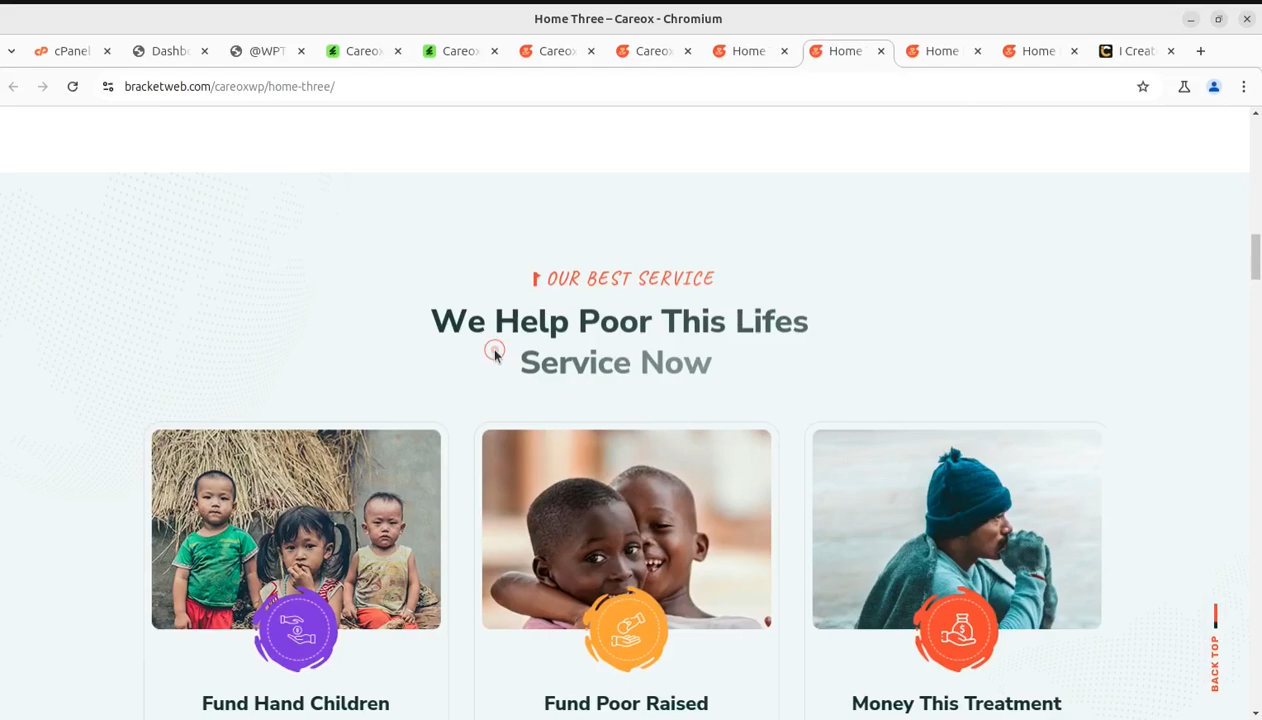 Home Three – Careox - Chromium
cPanel
Dashbo
@WPT
Careox
Careox
Careox
Careox
Home
Home
Home
Home
I Creat
bracketweb.com/careoxwp/home-three/
OUR BEST SERVICE
We Help Poor This Lifes
Service Now
BACK TOP
Fund Hand Children
Fund Poor Raised
Money This Treatment